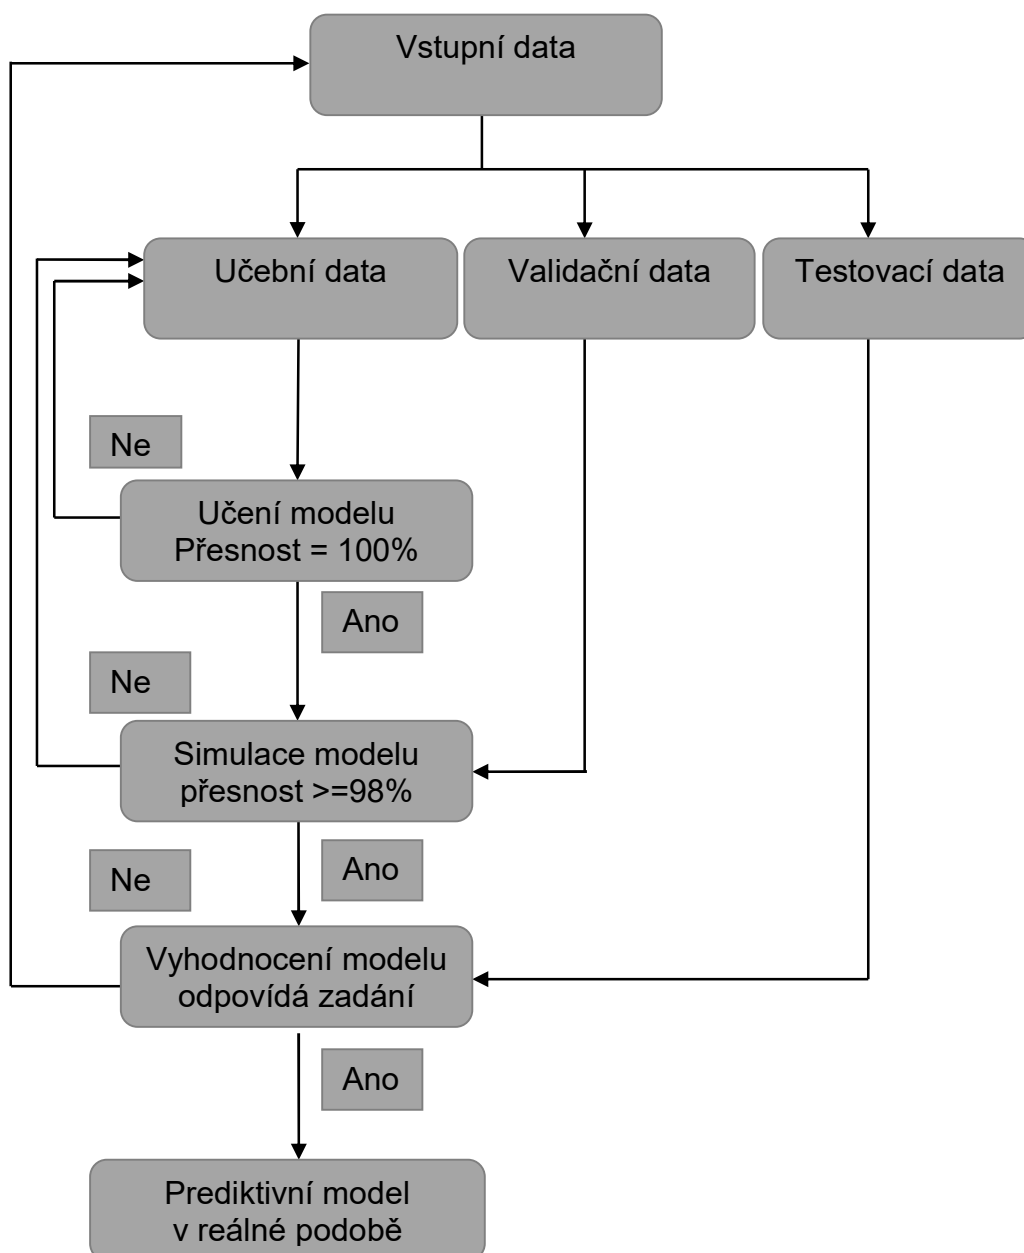 Vstupní data
Učební data
Validační data
Testovací data
Ne
Učení modelu
Přesnost = 100%
Ano
Ne
Simulace modelu
přesnost >=98%
Ano
Ne
Vyhodnocení modelu
odpovídá zadání
Ano
Prediktivní model
v reálné podobě